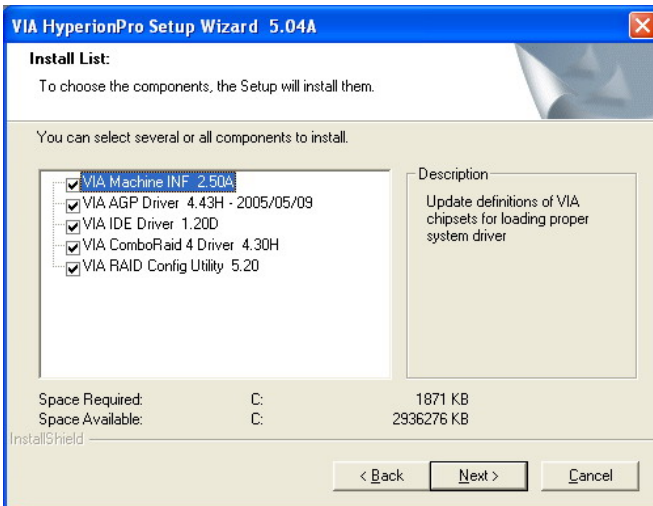 VIA HyperionPro Setup Wizard 5.04A
Install List:
To choose the components, the Setup will install them.
You can select several or all components to install.
VIA Machine INF 2.50A
VIA AGP Driver 4.43H - 2005/05/09
VIA IDE Driver 1.20D
VIA ComboRaid 4 Driver 4.30H
VIA RAID Config Utility 5.20
Description
Update definitions of VIA
chipsets for loading proper
system driver
Space Required: C: 1871 KB
Space Available: C: 2936276 KB
InstallShield
< Back Next > Cancel